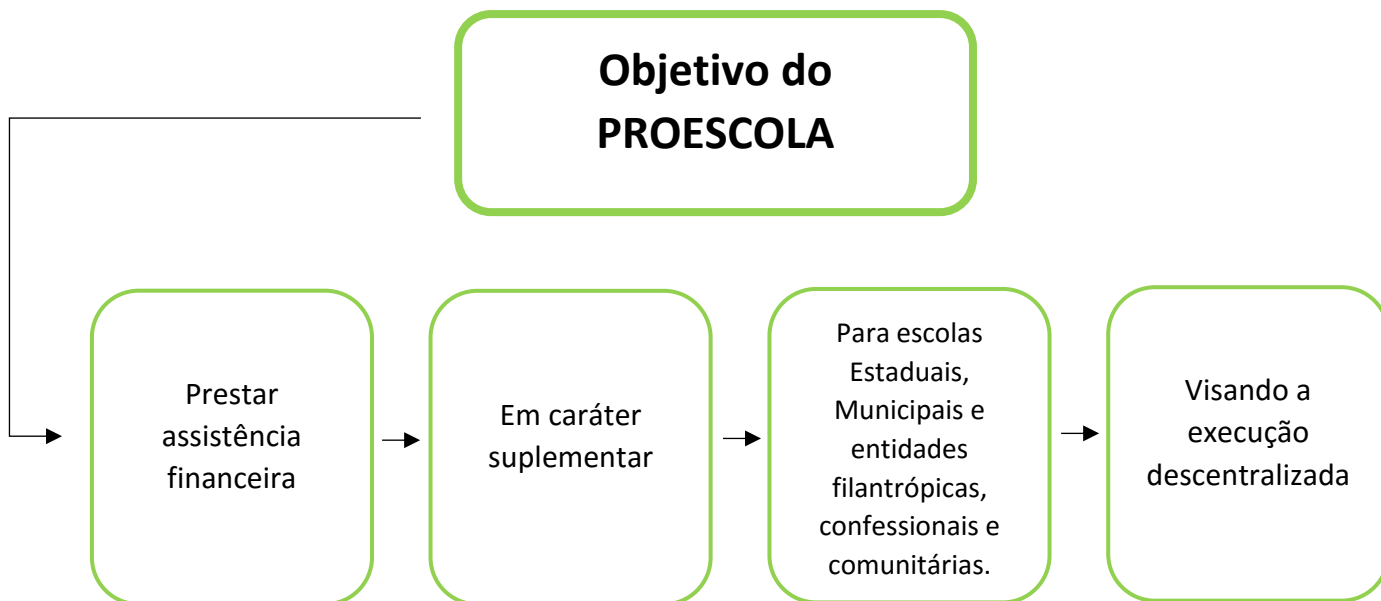 Objetivo do
PROESCOLA
Prestar
assistência
financeira
Em caráter
suplementar
Para escolas
Estaduais,
Municipais e
entidades
filantrópicas,
confessionais e
comunitárias.
Visando a
execução
descentralizada